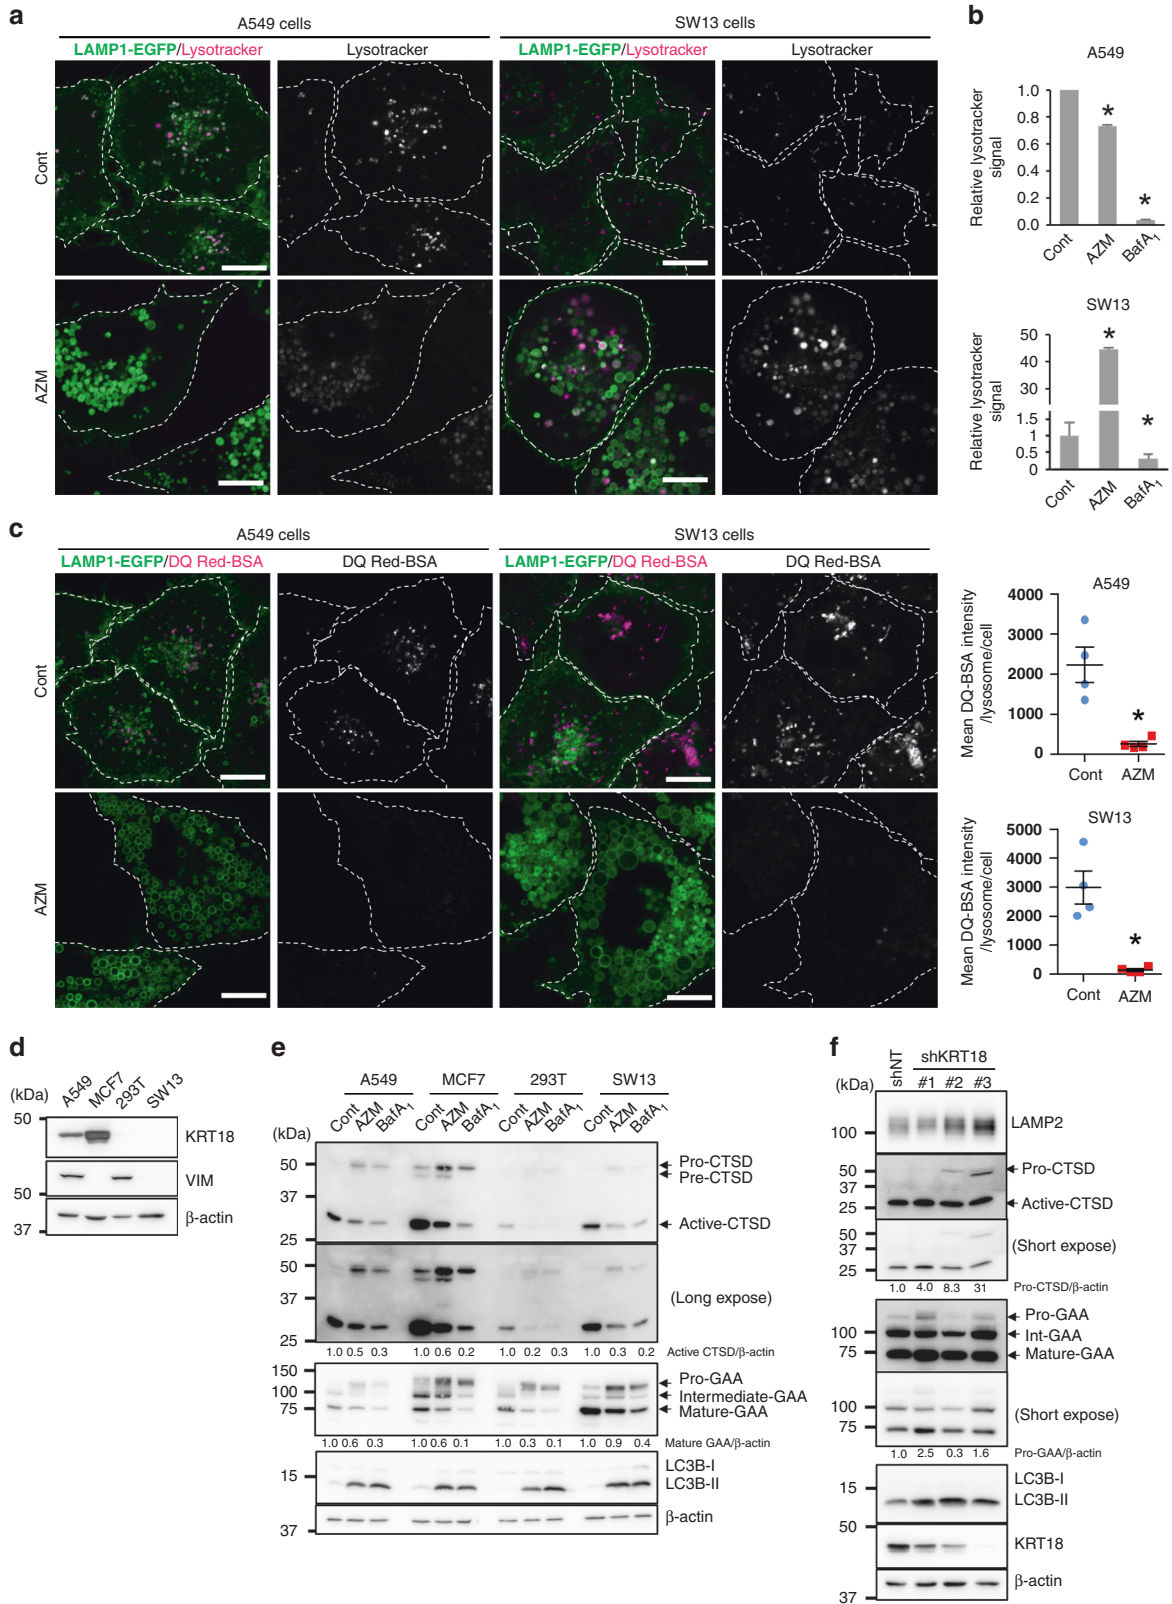 a
A549 cells
SW13 cells
LAMP1-EGFP/Lysotracker
Lysotracker
LAMP1-EGFP/Lysotracker
Lysotracker
Cont
AZM
b
A549
Relative lysotracker signal
1.0
0.8
0.6
0.4
0.2
0.0
*
*
Cont
AZM
BafA1
SW13
Relative lysotracker signal
50
40
30
1.5
1
0.5
0
*
*
Cont
AZM
BafA1
c
A549 cells
SW13 cells
LAMP1-EGFP/DQ Red-BSA
DQ Red-BSA
LAMP1-EGFP/DQ Red-BSA
DQ Red-BSA
Cont
AZM
A549
Mean DQ-BSA intensity /lysosome/cell
4000
3000
2000
1000
0
*
Cont
AZM
SW13
Mean DQ-BSA intensity /lysosome/cell
5000
4000
3000
2000
1000
0
*
Cont
AZM
d
(kDa)
A549
MCF7
293T
SW13
50
KRT18
VIM
50
β-actin
37
e
A549
MCF7
293T
SW13
Cont AZM BafA1 Cont AZM BafA1 Cont AZM BafA1 Cont AZM BafA1
(kDa)
50
37
25
Pro-CTSD
Pre-CTSD
Active-CTSD
50
37
25
(Long expose)
1.0 0.5 0.3 1.0 0.6 0.2 1.0 0.2 0.3 1.0 0.3 0.2 Active CTSD/β-actin
150
100
75
Pro-GAA
Intermediate-GAA
Mature-GAA
1.0 0.6 0.3 1.0 0.6 0.1 1.0 0.3 0.1 1.0 0.9 0.4 Mature GAA/β-actin
15
LC3B-I
LC3B-II
β-actin
37
f
shNT
shKRT18
#1 #2 #3
(kDa)
100
LAMP2
50
37
25
Pro-CTSD
Active-CTSD
50
37
25
(Short expose)
1.0 4.0 8.3 31 Pro-CTSD/β-actin
100
75
Pro-GAA
Int-GAA
Mature-GAA
100
75
(Short expose)
1.0 2.5 0.3 1.6 Pro-GAA/β-actin
15
LC3B-I
LC3B-II
50
KRT18
β-actin
37